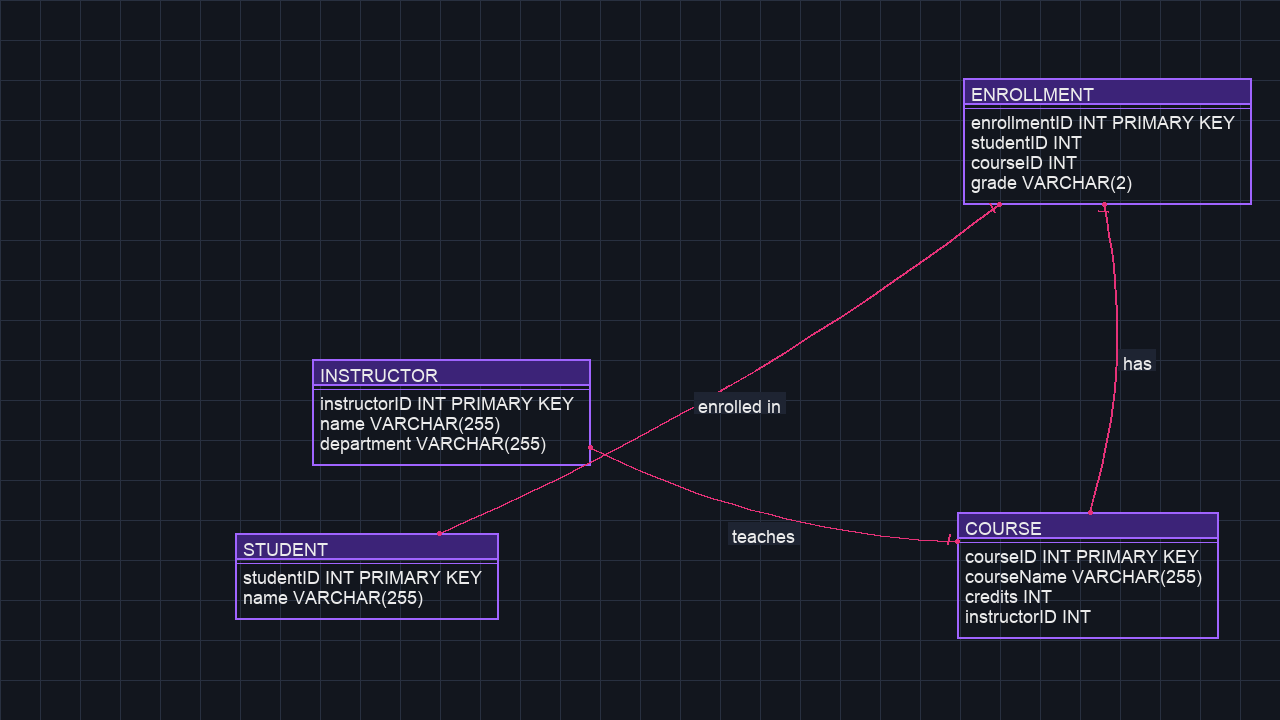 ENROLLMENT
enrollmentID INT PRIMARY KEY
studentID INT
courseID INT
grade VARCHAR(2)
has
INSTRUCTOR
instructorID INT PRIMARY KEY
name VARCHAR(255)
department VARCHAR(255)
enrolled in
teaches
STUDENT
studentID INT PRIMARY KEY
name VARCHAR(255)
COURSE
courseID INT PRIMARY KEY
courseName VARCHAR(255)
credits INT
instructorID INT